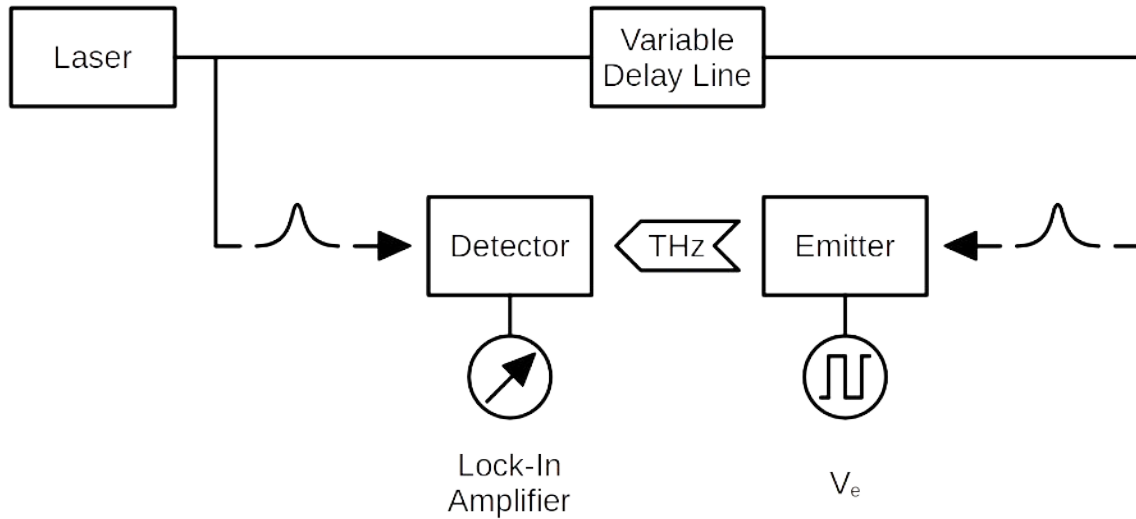 Laser
Variable
Delay Line
Detector
THz
Emitter
Lock-In
Amplifier
Vₑ